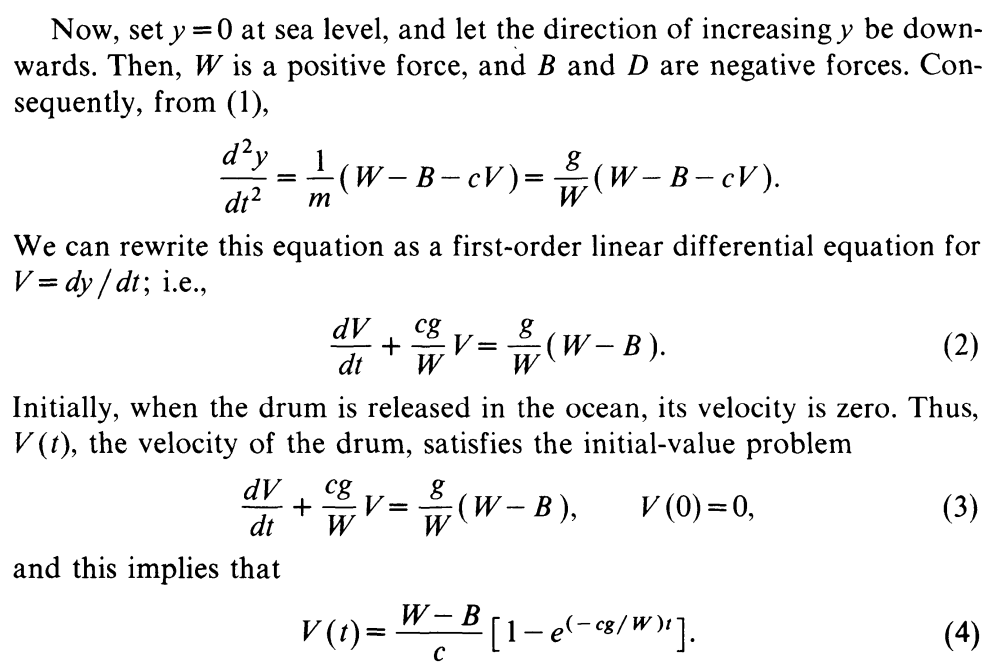 Now, set y = 0 at sea level, and let the direction of increasing y be down-
wards. Then, W is a positive force, and B and D are negative forces. Con-
sequently, from (1),
d²y/dt² = 1/m (W − B − cV) = g/W (W − B − cV).
We can rewrite this equation as a first-order linear differential equation for
V = dy / dt; i.e.,
dV/dt + cg/W V = g/W (W − B). (2)
Initially, when the drum is released in the ocean, its velocity is zero. Thus,
V(t), the velocity of the drum, satisfies the initial-value problem
dV/dt + cg/W V = g/W (W − B), V(0) = 0, (3)
and this implies that
V(t) = W − B/c [1 − e^(−cg/W)t]. (4)